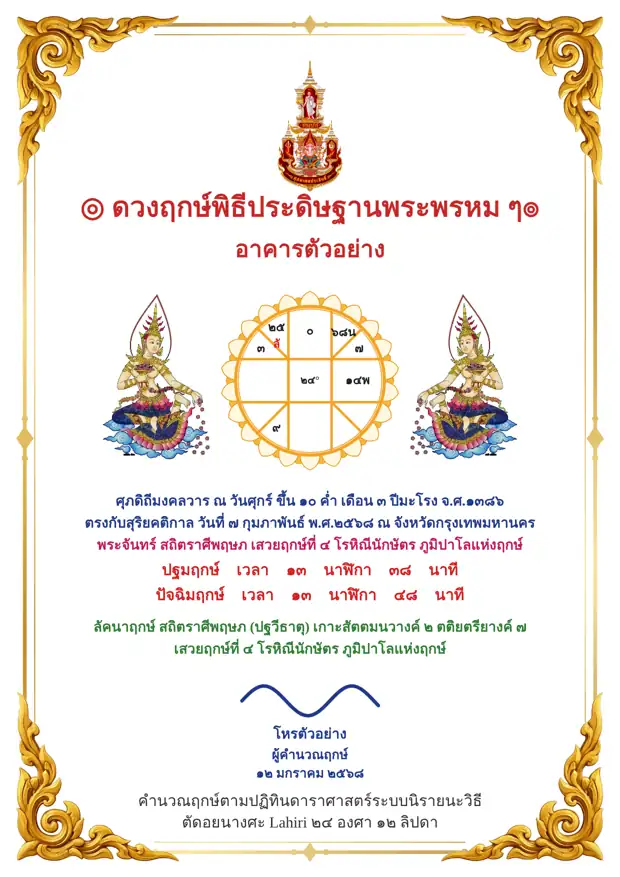 ๏ ดวงฤกษ์พิธีประดิษฐานพระพรหม ๆ๏
อาคารตัวอย่าง
๒๕ ๐ ๖๘น
๓ ๗
๒๔° ๑๔พ
๙
ศุภดิถีมงคลวาร ณ วันศุกร์ ขึ้น ๑๐ ค่ำ เดือน ๓ ปีมะโรง จ.ศ.๑๓๘๖
ตรงกับสุริยคติกาล วันที่ ๗ กุมภาพันธ์ พ.ศ.๒๕๖๘ ณ จังหวัดกรุงเทพมหานคร
พระจันทร์ สถิตราศีพฤษภ เสวยฤกษ์ที่ ๔ โรหิณีนักษัตร ภูมิปาโลแห่งฤกษ์
ปฐมฤกษ์ เวลา ๑๓ นาฬิกา ๓๘ นาที
ปัจฉิมฤกษ์ เวลา ๑๓ นาฬิกา ๔๘ นาที
ลัคนาฤกษ์ สถิตราศีพฤษภ (ปฐวีธาตุ) เกาะสัตตมนวางค์ ๒ ตติยตรียางค์ ๗
เสวยฤกษ์ที่ ๔ โรหิณีนักษัตร ภูมิปาโลแห่งฤกษ์
โหรตัวอย่าง
ผู้คำนวณฤกษ์
๑๒ มกราคม ๒๕๖๘
คำนวณฤกษ์ตามปฏิทินดาราศาสตร์ระบบนิรายนะวิธี
ตัดอยนางศะ Lahiri ๒๔ องศา ๑๒ ลิปดา